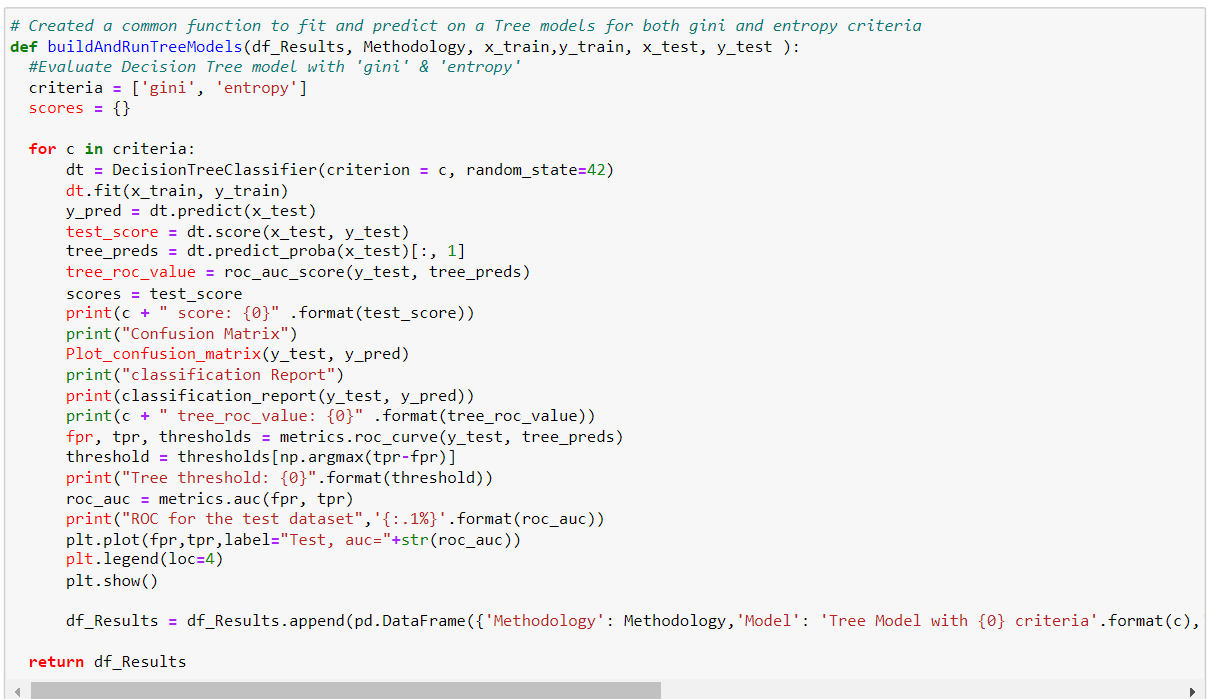 # Created a common function to fit and predict on a Tree models for both gini and entropy criteria
def buildAndRunTreeModels(df_Results, Methodology, x_train,y_train, x_test, y_test ):
  #Evaluate Decision Tree model with 'gini' & 'entropy'
  criteria = ['gini', 'entropy']
  scores = {}

  for c in criteria:
      dt = DecisionTreeClassifier(criterion = c, random_state=42)
      dt.fit(x_train, y_train)
      y_pred = dt.predict(x_test)
      test_score = dt.score(x_test, y_test)
      tree_preds = dt.predict_proba(x_test)[:, 1]
      tree_roc_value = roc_auc_score(y_test, tree_preds)
      scores = test_score
      print(c + " score: {0}" .format(test_score))
      print("Confusion Matrix")
      Plot_confusion_matrix(y_test, y_pred)
      print("classification Report")
      print(classification_report(y_test, y_pred))
      print(c + " tree_roc_value: {0}" .format(tree_roc_value))
      fpr, tpr, thresholds = metrics.roc_curve(y_test, tree_preds)
      threshold = thresholds[np.argmax(tpr-fpr)]
      print("Tree threshold: {0}".format(threshold))
      roc_auc = metrics.auc(fpr, tpr)
      print("ROC for the test dataset",'{:.1%}'.format(roc_auc))
      plt.plot(fpr,tpr,label="Test, auc="+str(roc_auc))
      plt.legend(loc=4)
      plt.show()

      df_Results = df_Results.append(pd.DataFrame({'Methodology': Methodology,'Model': 'Tree Model with {0} criteria'.format(c),

  return df_Results